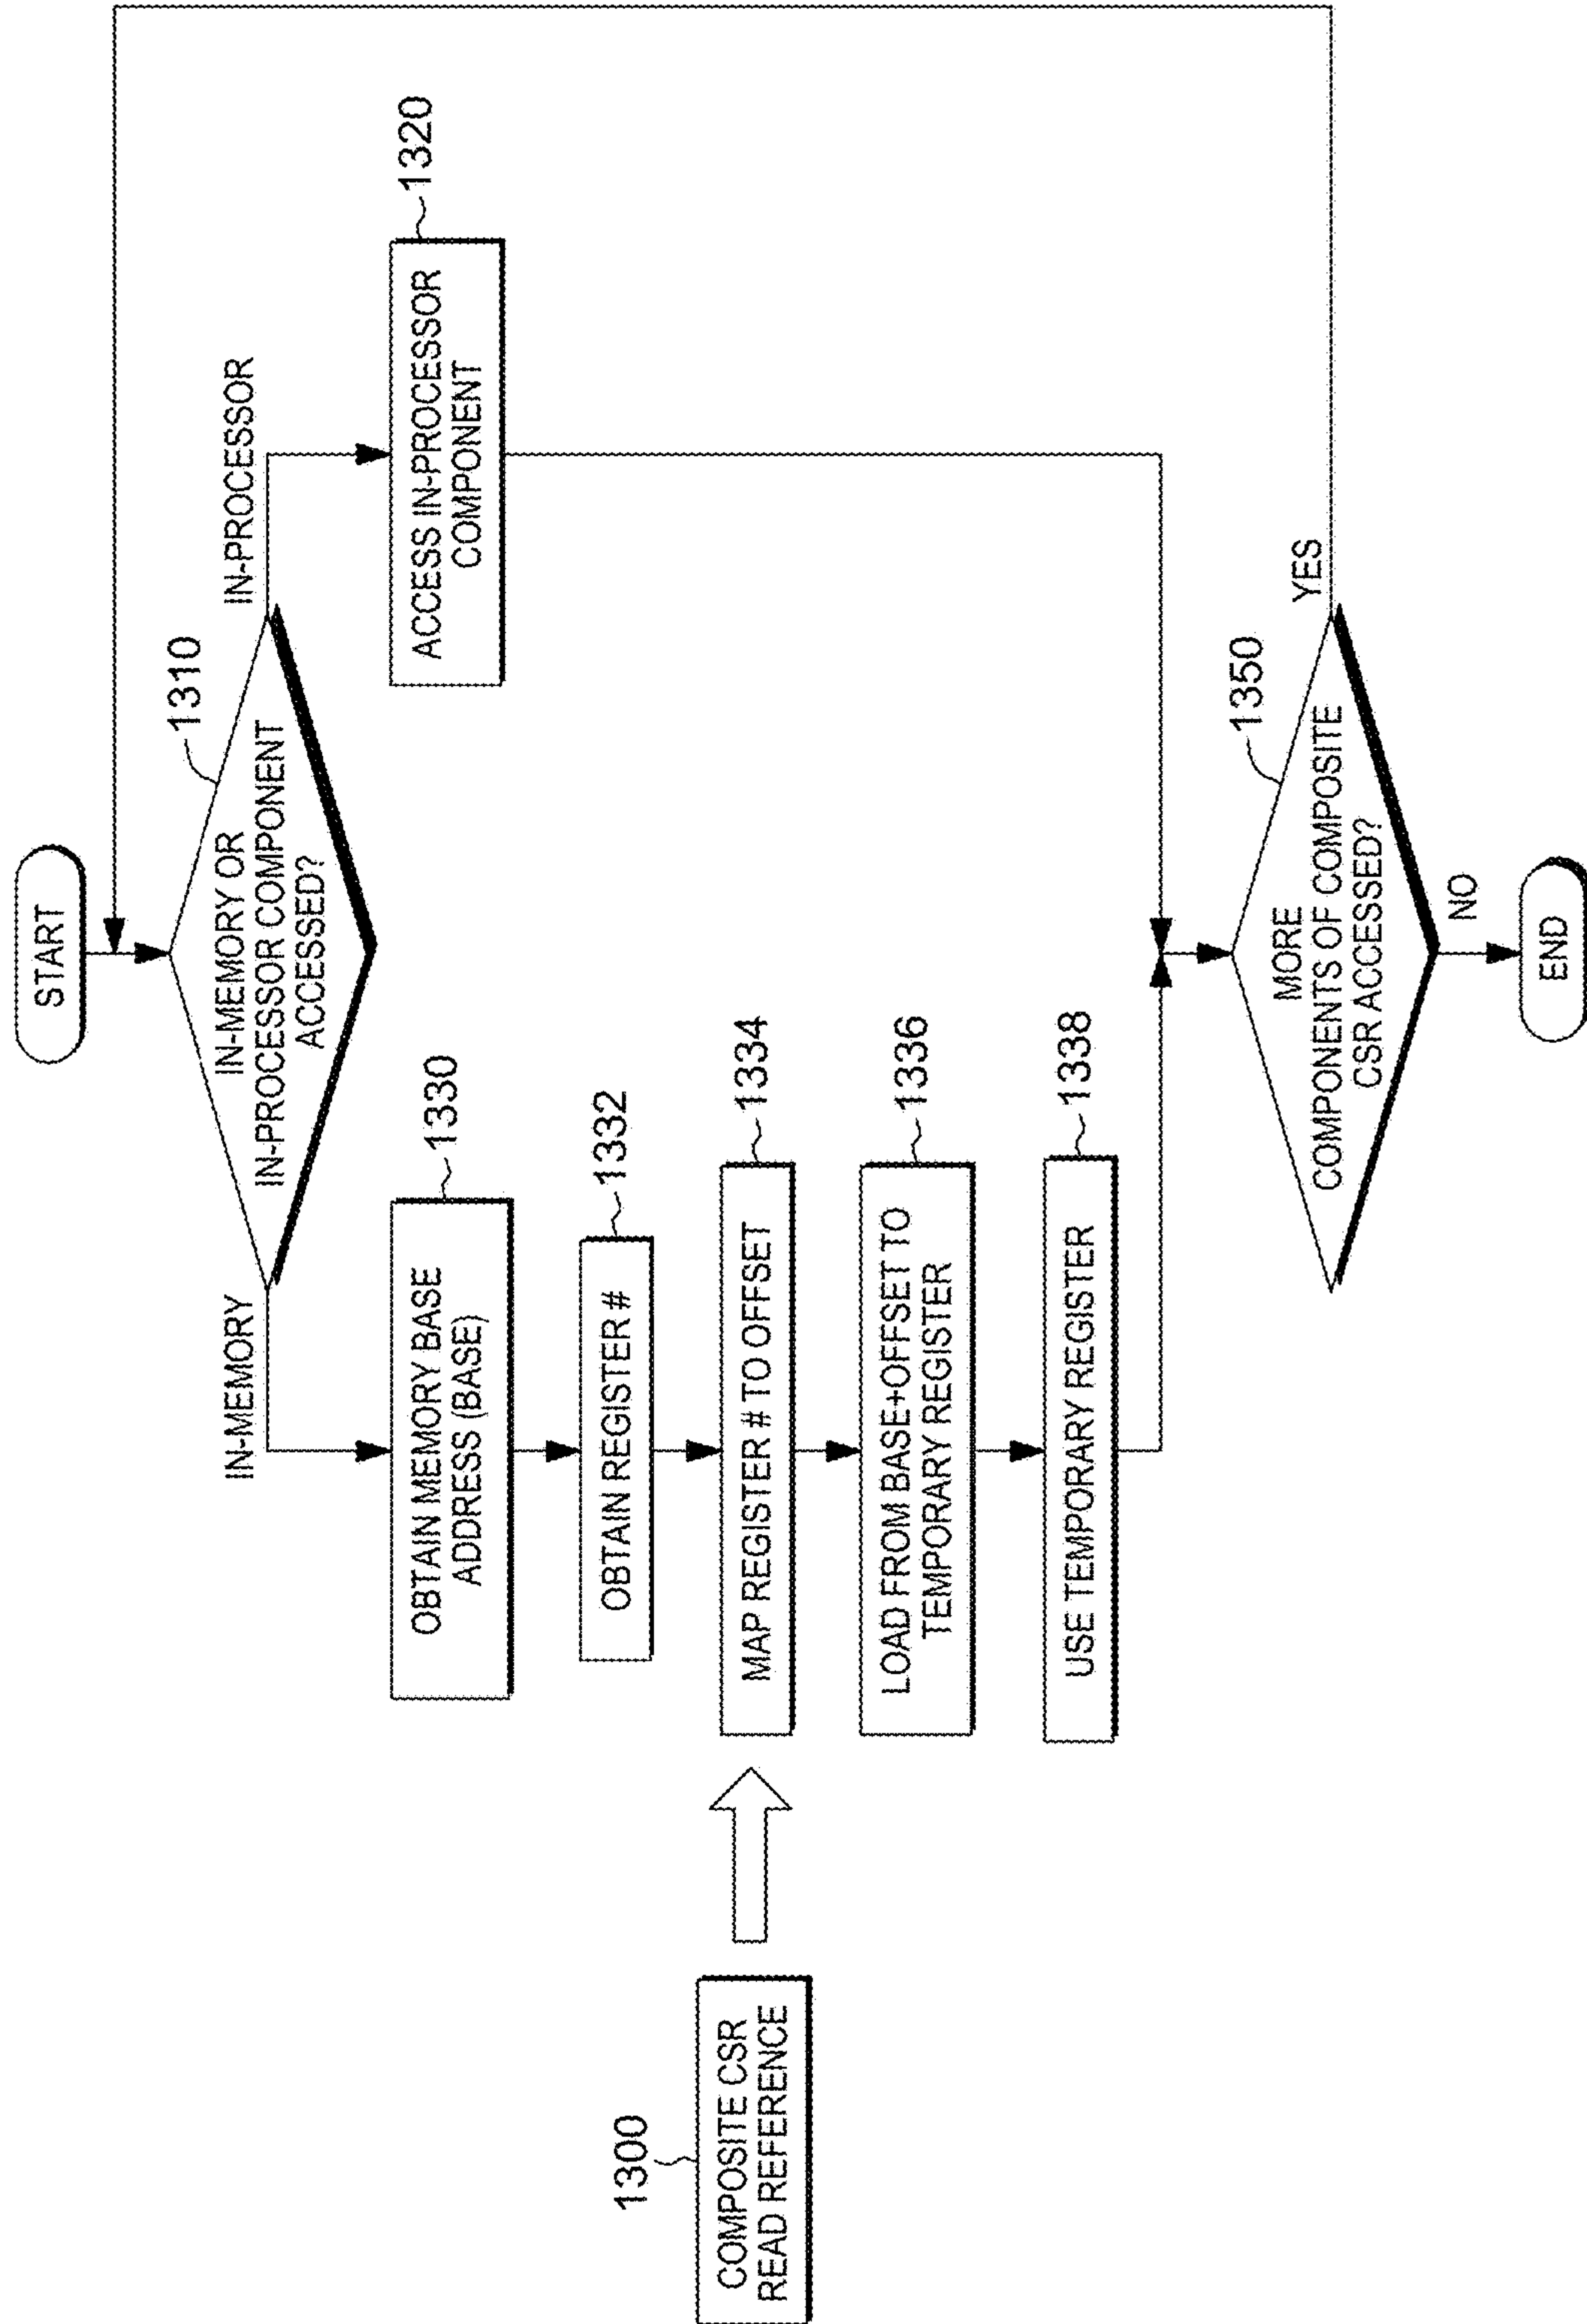 START
1310
IN-MEMORY OR
IN-PROCESSOR COMPONENT
ACCESSED?
IN-MEMORY
IN-PROCESSOR
1320
ACCESS IN-PROCESSOR
COMPONENT
1330
OBTAIN MEMORY BASE
ADDRESS (BASE)
1332
OBTAIN REGISTER #
1300
COMPOSITE CSR
READ REFERENCE
1334
MAP REGISTER # TO OFFSET
1336
LOAD FROM BASE+OFFSET TO
TEMPORARY REGISTER
1338
USE TEMPORARY REGISTER
1350
MORE
COMPONENTS OF COMPOSITE
CSR ACCESSED?
YES
NO
END